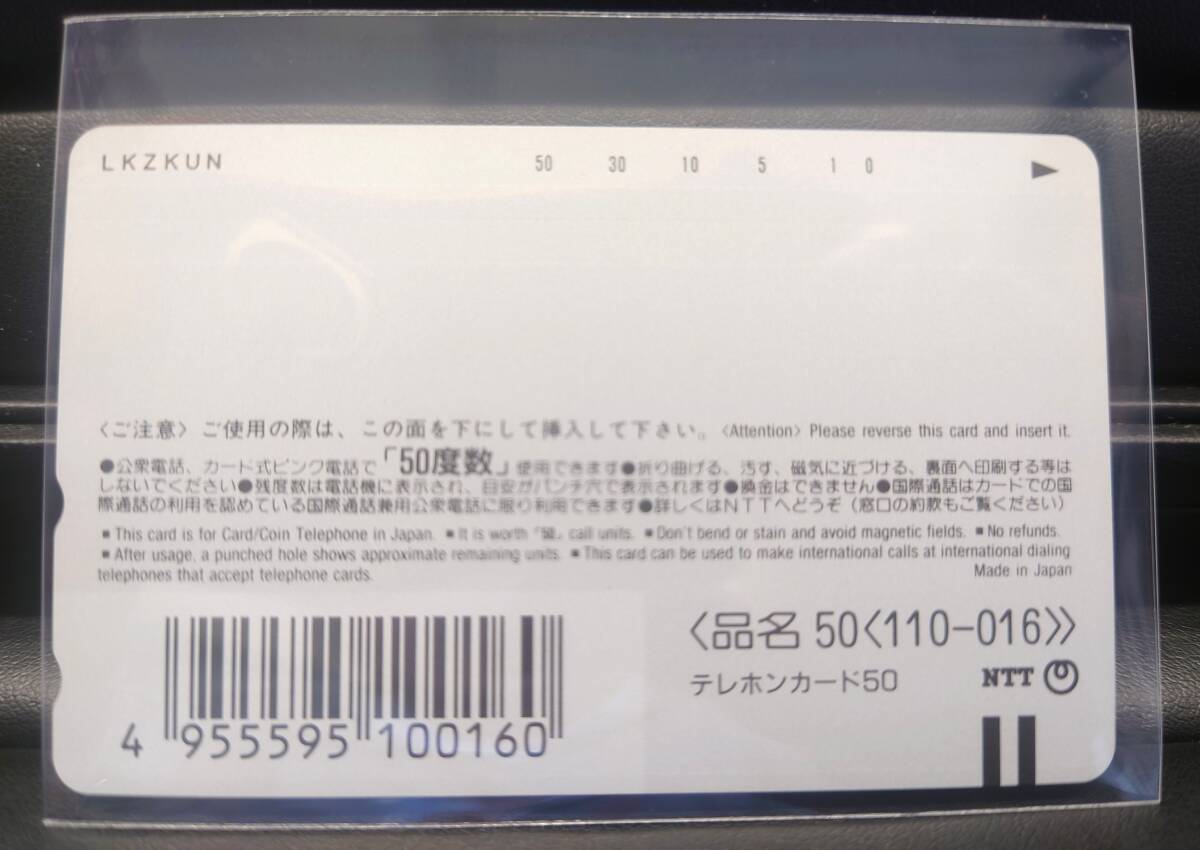 LKZKUN 50 30 10 5 1 0
〈ご注意〉ご使用の際は、この面を下にして挿入して下さい。〈Attention〉Please reverse this card and insert it.
●公衆電話、カード式ピンク電話で「50度数」使用できます●折り曲げる、汚す、磁気に近づける、裏面へ印刷する等は
しないでください●残度数は電話機に表示され、目安がパンチ穴で表示されます●換金はできません●国際通話はカードでの国
際通話の利用を認めている国際通話兼用公衆電話に限り利用できます●詳しくはNTTへどうぞ（窓口の約款もご覧ください）
■This card is for Card/Coin Telephone in Japan. ■It is worth「50」call units. ■Don't bend or stain and avoid magnetic fields. ■No refunds.
■After usage, a punched hole shows approximate remaining units. ■This card can be used to make international calls at international dialing
telephones that accept telephone cards. Made in Japan
〈品名 50〈110-016〉〉
テレホンカード50 NTT
4 955595 100160